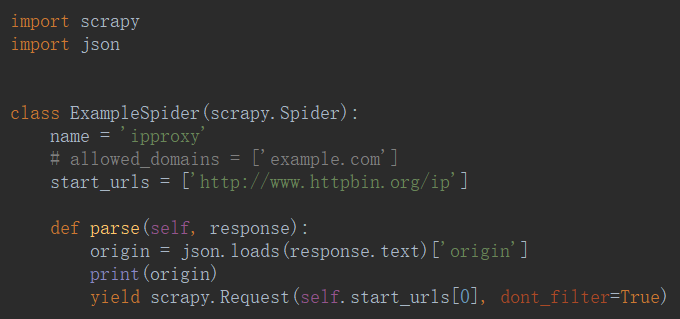 import scrapy
import json
class ExampleSpider(scrapy.Spider):
    name = 'ipproxy'
    # allowed_domains = ['example.com']
    start_urls = ['http://www.httpbin.org/ip']
    def parse(self, response):
        origin = json.loads(response.text)['origin']
        print(origin)
        yield scrapy.Request(self.start_urls[0], dont_filter=True)